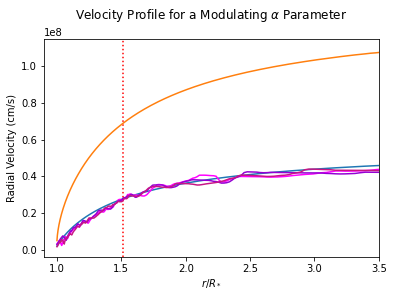 Velocity Profile for a Modulating α Parameter
1e8
1.0
0.8
0.6
0.4
0.2
0.0
Radial Velocity (cm/s)
1.0 1.5 2.0 2.5 3.0 3.5
r/R*